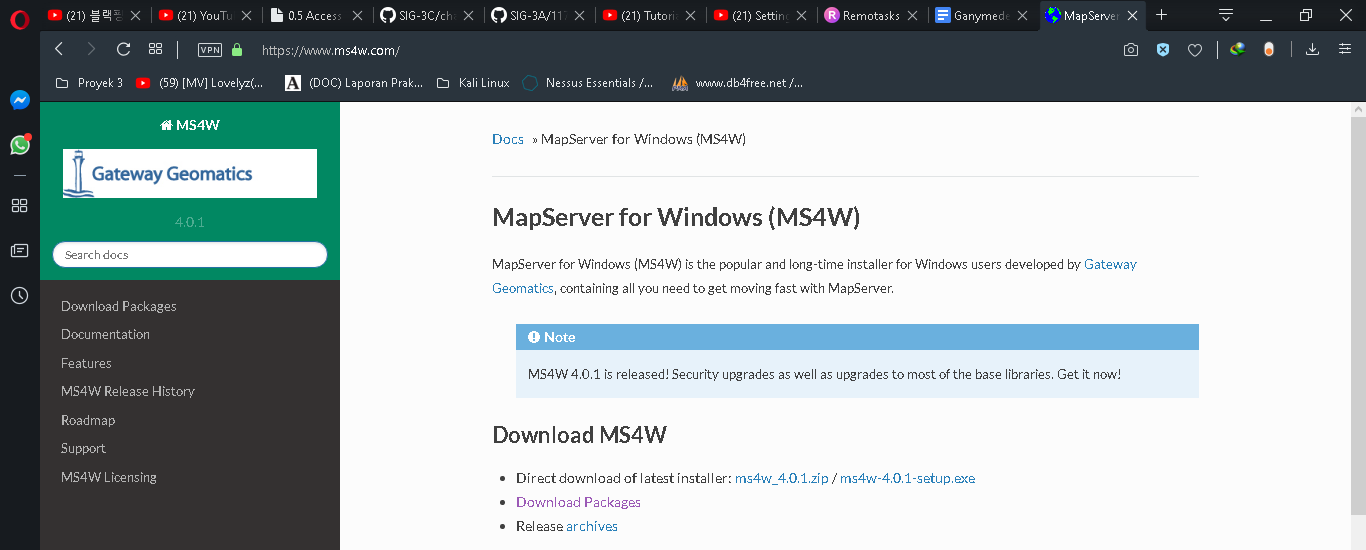 (21) 블랙핑
(21) YouTu
0.5 Access
SIG-3C/cha
SIG-3A/117
(21) Tutori
(21) Setting
Remotasks
Ganymede
MapServer
VPN
https://www.ms4w.com/
Proyek 3
(59) [MV] Lovelyz(...
(DOC) Laporan Prak...
Kali Linux
Nessus Essentials /...
www.db4free.net /...
MS4W
Gateway Geomatics
4.0.1
Search docs
Download Packages
Documentation
Features
MS4W Release History
Roadmap
Support
MS4W Licensing
Docs » MapServer for Windows (MS4W)
MapServer for Windows (MS4W)
MapServer for Windows (MS4W) is the popular and long-time installer for Windows users developed by Gateway
Geomatics, containing all you need to get moving fast with MapServer.
Note
MS4W 4.0.1 is released! Security upgrades as well as upgrades to most of the base libraries. Get it now!
Download MS4W
• Direct download of latest installer: ms4w_4.0.1.zip / ms4w-4.0.1-setup.exe
• Download Packages
• Release archives